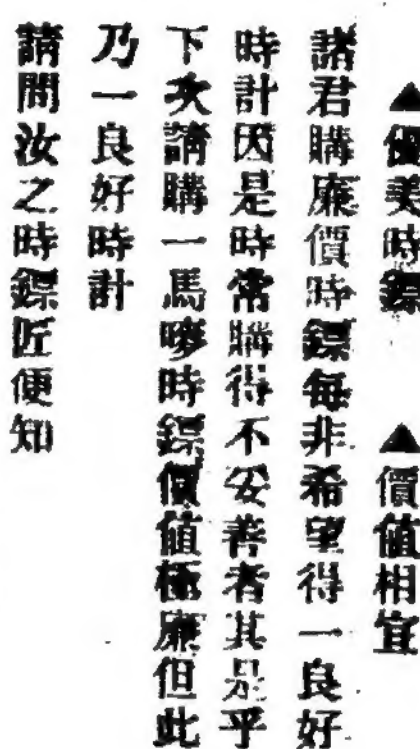 ▲優美時鏢 ▲價值相宜
諸君購廉價時鏢每非希望得一良好
時計因是時常購得不妥善者其是乎
下次請購一馬嘜時鏢價值極廉但此
乃一良好時計
請問汝之時鏢匠便知